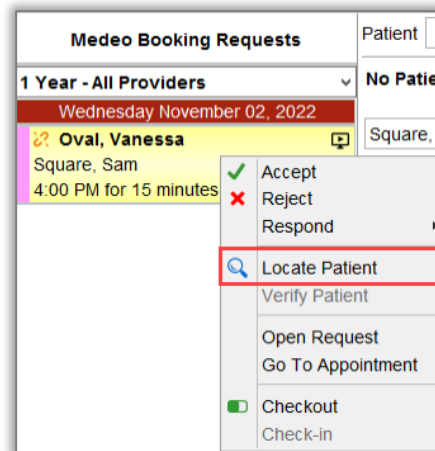 Medeo Booking Requests
Patient
1 Year - All Providers
No Patie
Wednesday November 02, 2022
Oval, Vanessa
Square, Sam
4:00 PM for 15 minutes
Square,
Accept
Reject
Respond
Locate Patient
Verify Patient
Open Request
Go To Appointment
Checkout
Check-in